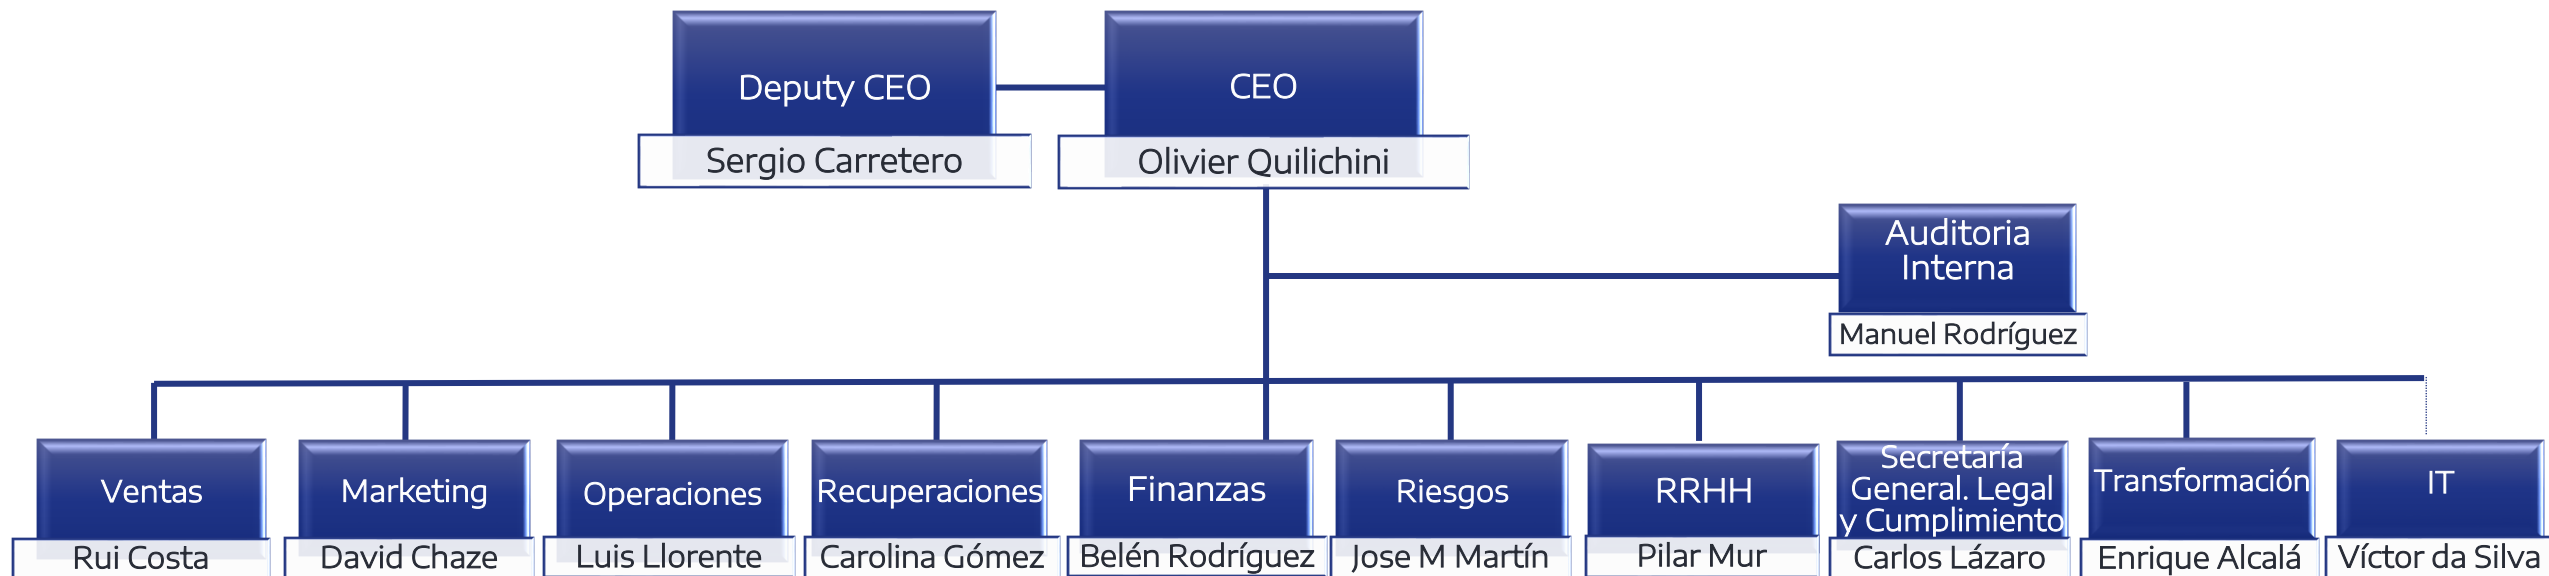 Deputy CEO
Sergio Carretero
CEO
Olivier Quilichini
Auditoria
Interna
Manuel Rodríguez
Ventas
Rui Costa
Marketing
David Chaze
Operaciones
Luis Llorente
Recuperaciones
Carolina Gómez
Finanzas
Belén Rodríguez
Riesgos
Jose M Martín
RRHH
Pilar Mur
Secretaría
General. Legal
y Cumplimiento
Carlos Lázaro
Transformación
Enrique Alcalá
IT
Víctor da Silva